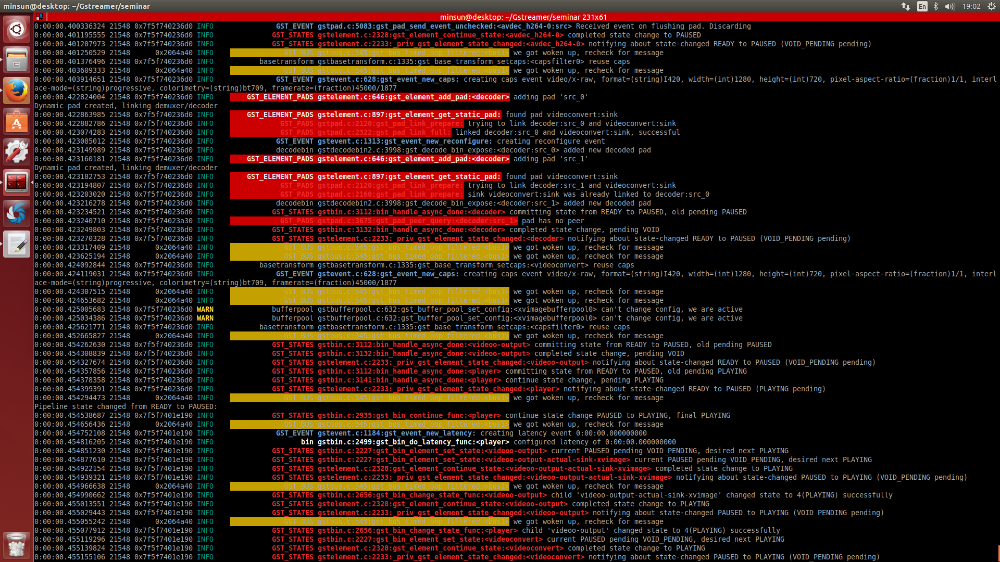 minsun@desktop: ~/Gstreamer/seminar
En
19:02
minsun@desktop: ~/Gstreamer/seminar 231x61
0:00:00.400336324 21548 0x7f5f740236d0 INFO GST_EVENT gstpad.c:5083:gst_pad_send_event_unchecked:<avdec_h264-0:src> Received event on flushing pad. Discarding
0:00:00.401195555 21548 0x7f5f740236d0 INFO GST_STATES gstelement.c:2328:gst_element_continue_state:<avdec_h264-0> completed state change to PAUSED
0:00:00.401207973 21548 0x7f5f740236d0 INFO GST_STATES gstelement.c:2233:_priv_gst_element_state_changed:<avdec_h264-0> notifying about state-changed READY to PAUSED (VOID_PENDING pending)
0:00:00.401250529 21548 0x2064a40 INFO GST_BUS gstbus.c:545:gst_bus_timed_pop_filtered:<bus1> we got woken up, recheck for message
0:00:00.401376496 21548 0x7f5f740236d0 INFO basetransform gstbasetransform.c:1335:gst_base_transform_setcaps:<capsfilter0> reuse caps
0:00:00.403609333 21548 0x2064a40 INFO GST_BUS gstbus.c:545:gst_bus_timed_pop_filtered:<bus1> we got woken up, recheck for message
0:00:00.403914651 21548 0x7f5f740236d0 INFO GST_EVENT gstevent.c:628:gst_event_new_caps: creating caps event video/x-raw, format=(string)I420, width=(int)1280, height=(int)720, pixel-aspect-ratio=(fraction)1/1, interl
ace-mode=(string)progressive, colorimetry=(string)bt709, framerate=(fraction)45000/1877
0:00:00.422824004 21548 0x7f5f740236d0 INFO GST_ELEMENT_PADS gstelement.c:646:gst_element_add_pad:<decoder> adding pad 'src_0'
Dynamic pad created, linking demuxer/decoder
0:00:00.422863985 21548 0x7f5f740236d0 INFO GST_ELEMENT_PADS gstelement.c:897:gst_element_get_static_pad: found pad videoconvert:sink
0:00:00.422882786 21548 0x7f5f740236d0 INFO GST_PADS gstpad.c:2120:gst_pad_link_prepare: trying to link decoder:src_0 and videoconvert:sink
0:00:00.423074283 21548 0x7f5f740236d0 INFO GST_PADS gstpad.c:2322:gst_pad_link_full: linked decoder:src_0 and videoconvert:sink, successful
0:00:00.423085012 21548 0x7f5f740236d0 INFO GST_EVENT gstevent.c:1313:gst_event_new_reconfigure: creating reconfigure event
0:00:00.423149989 21548 0x7f5f740236d0 INFO decodebin gstdecodebin2.c:3998:gst_decode_bin_expose:<decoder:src_0> added new decoded pad
0:00:00.423160181 21548 0x7f5f740236d0 INFO GST_ELEMENT_PADS gstelement.c:646:gst_element_add_pad:<decoder> adding pad 'src_1'
Dynamic pad created, linking demuxer/decoder
0:00:00.423182753 21548 0x7f5f740236d0 INFO GST_ELEMENT_PADS gstelement.c:897:gst_element_get_static_pad: found pad videoconvert:sink
0:00:00.423194807 21548 0x7f5f740236d0 INFO GST_PADS gstpad.c:2120:gst_pad_link_prepare: trying to link decoder:src_1 and videoconvert:sink
0:00:00.423203020 21548 0x7f5f740236d0 INFO GST_PADS gstpad.c:2160:gst_pad_link_prepare: sink videoconvert:sink was already linked to decoder:src_0
0:00:00.423216278 21548 0x7f5f740236d0 INFO decodebin gstdecodebin2.c:3998:gst_decode_bin_expose:<decoder:src_1> added new decoded pad
0:00:00.423234521 21548 0x7f5f740236d0 INFO GST_STATES gstbin.c:3112:bin_handle_async_done:<decoder> committing state from READY to PAUSED, old pending PAUSED
0:00:00.423240710 21548 0x7f5f74023a30 INFO GST_PADS gstpad.c:3675:gst_pad_peer_query:<decoder:src_1> pad has no peer
0:00:00.423249803 21548 0x7f5f740236d0 INFO GST_STATES gstbin.c:3132:bin_handle_async_done:<decoder> completed state change, pending VOID
0:00:00.423270328 21548 0x7f5f740236d0 INFO GST_STATES gstelement.c:2233:_priv_gst_element_state_changed:<decoder> notifying about state-changed READY to PAUSED (VOID_PENDING pending)
0:00:00.423317409 21548 0x2064a40 INFO GST_BUS gstbus.c:545:gst_bus_timed_pop_filtered:<bus1> we got woken up, recheck for message
0:00:00.423625194 21548 0x2064a40 INFO GST_BUS gstbus.c:545:gst_bus_timed_pop_filtered:<bus1> we got woken up, recheck for message
0:00:00.424092844 21548 0x7f5f740236d0 INFO basetransform gstbasetransform.c:1335:gst_base_transform_setcaps:<videoconvert> reuse caps
0:00:00.424119031 21548 0x7f5f740236d0 INFO GST_EVENT gstevent.c:628:gst_event_new_caps: creating caps event video/x-raw, format=(string)I420, width=(int)1280, height=(int)720, pixel-aspect-ratio=(fraction)1/1, interl
ace-mode=(string)progressive, colorimetry=(string)bt709, framerate=(fraction)45000/1877
0:00:00.424307515 21548 0x2064a40 INFO GST_BUS gstbus.c:545:gst_bus_timed_pop_filtered:<bus1> we got woken up, recheck for message
0:00:00.424653682 21548 0x2064a40 INFO GST_BUS gstbus.c:545:gst_bus_timed_pop_filtered:<bus1> we got woken up, recheck for message
0:00:00.425005683 21548 0x7f5f740236d0 WARN bufferpool gstbufferpool.c:632:gst_buffer_pool_set_config:<xvimagebufferpool0> can't change config, we are active
0:00:00.425034386 21548 0x7f5f740236d0 WARN bufferpool gstbufferpool.c:632:gst_buffer_pool_set_config:<xvimagebufferpool0> can't change config, we are active
0:00:00.425621771 21548 0x7f5f740236d0 INFO basetransform gstbasetransform.c:1335:gst_base_transform_setcaps:<capsfilter0> reuse caps
0:00:00.452665827 21548 0x2064a40 INFO GST_BUS gstbus.c:545:gst_bus_timed_pop_filtered:<bus1> we got woken up, recheck for message
0:00:00.454262630 21548 0x7f5f740236d0 INFO GST_STATES gstbin.c:3112:bin_handle_async_done:<videoo-output> committing state from READY to PAUSED, old pending PAUSED
0:00:00.454308839 21548 0x7f5f740236d0 INFO GST_STATES gstbin.c:3132:bin_handle_async_done:<videoo-output> completed state change, pending VOID
0:00:00.454327674 21548 0x7f5f740236d0 INFO GST_STATES gstelement.c:2233:_priv_gst_element_state_changed:<videoo-output> notifying about state-changed READY to PAUSED (VOID_PENDING pending)
0:00:00.454357856 21548 0x7f5f740236d0 INFO GST_STATES gstbin.c:3112:bin_handle_async_done:<player> committing state from READY to PAUSED, old pending PLAYING
0:00:00.454378358 21548 0x7f5f740236d0 INFO GST_STATES gstbin.c:3141:bin_handle_async_done:<player> continue state change, pending PLAYING
0:00:00.454399391 21548 0x7f5f740236d0 INFO GST_STATES gstelement.c:2233:_priv_gst_element_state_changed:<player> notifying about state-changed READY to PAUSED (PLAYING pending)
0:00:00.454294473 21548 0x2064a40 INFO GST_BUS gstbus.c:545:gst_bus_timed_pop_filtered:<bus1> we got woken up, recheck for message
Pipeline state changed from READY to PAUSED:
0:00:00.454538687 21548 0x7f5f7401e190 INFO GST_STATES gstbin.c:2935:gst_bin_continue_func:<player> continue state change PAUSED to PLAYING, final PLAYING
0:00:00.454656436 21548 0x2064a40 INFO GST_BUS gstbus.c:545:gst_bus_timed_pop_filtered:<bus1> we got woken up, recheck for message
0:00:00.454752108 21548 0x7f5f7401e190 INFO GST_EVENT gstevent.c:1184:gst_event_new_latency: creating latency event 0:00:00.000000000
0:00:00.454816205 21548 0x7f5f7401e190 INFO bin gstbin.c:2499:gst_bin_do_latency_func:<player> configured latency of 0:00:00.000000000
0:00:00.454851230 21548 0x7f5f7401e190 INFO GST_STATES gstbin.c:2227:gst_bin_element_set_state:<videoo-output> current PAUSED pending VOID_PENDING, desired next PLAYING
0:00:00.454877610 21548 0x7f5f7401e190 INFO GST_STATES gstbin.c:2227:gst_bin_element_set_state:<videoo-output-actual-sink-xvimage> current PAUSED pending VOID_PENDING, desired next PLAYING
0:00:00.454922154 21548 0x7f5f7401e190 INFO GST_STATES gstelement.c:2328:gst_element_continue_state:<videoo-output-actual-sink-xvimage> completed state change to PLAYING
0:00:00.454939321 21548 0x7f5f7401e190 INFO GST_STATES gstelement.c:2233:_priv_gst_element_state_changed:<videoo-output-actual-sink-xvimage> notifying about state-changed PAUSED to PLAYING (VOID_PENDING pending)
0:00:00.454966638 21548 0x2064a40 INFO GST_BUS gstbus.c:545:gst_bus_timed_pop_filtered:<bus1> we got woken up, recheck for message
0:00:00.454990662 21548 0x7f5f7401e190 INFO GST_STATES gstbin.c:2656:gst_bin_change_state_func:<videoo-output> child 'videoo-output-actual-sink-xvimage' changed state to 4(PLAYING) successfully
0:00:00.455013551 21548 0x7f5f7401e190 INFO GST_STATES gstelement.c:2328:gst_element_continue_state:<videoo-output> completed state change to PLAYING
0:00:00.455029443 21548 0x7f5f7401e190 INFO GST_STATES gstelement.c:2233:_priv_gst_element_state_changed:<videoo-output> notifying about state-changed PAUSED to PLAYING (VOID_PENDING pending)
0:00:00.455055242 21548 0x2064a40 INFO GST_BUS gstbus.c:545:gst_bus_timed_pop_filtered:<bus1> we got woken up, recheck for message
0:00:00.455077912 21548 0x7f5f7401e190 INFO GST_STATES gstbin.c:2656:gst_bin_change_state_func:<player> child 'videoo-output' changed state to 4(PLAYING) successfully
0:00:00.455119296 21548 0x7f5f7401e190 INFO GST_STATES gstbin.c:2227:gst_bin_element_set_state:<videoconvert> current PAUSED pending VOID_PENDING, desired next PLAYING
0:00:00.455139824 21548 0x7f5f7401e190 INFO GST_STATES gstelement.c:2328:gst_element_continue_state:<videoconvert> completed state change to PLAYING
0:00:00.455155106 21548 0x7f5f7401e190 INFO GST_STATES gstelement.c:2233:_priv_gst_element_state_changed:<videoconvert> notifying about state-changed PAUSED to PLAYING (VOID_PENDING pending)